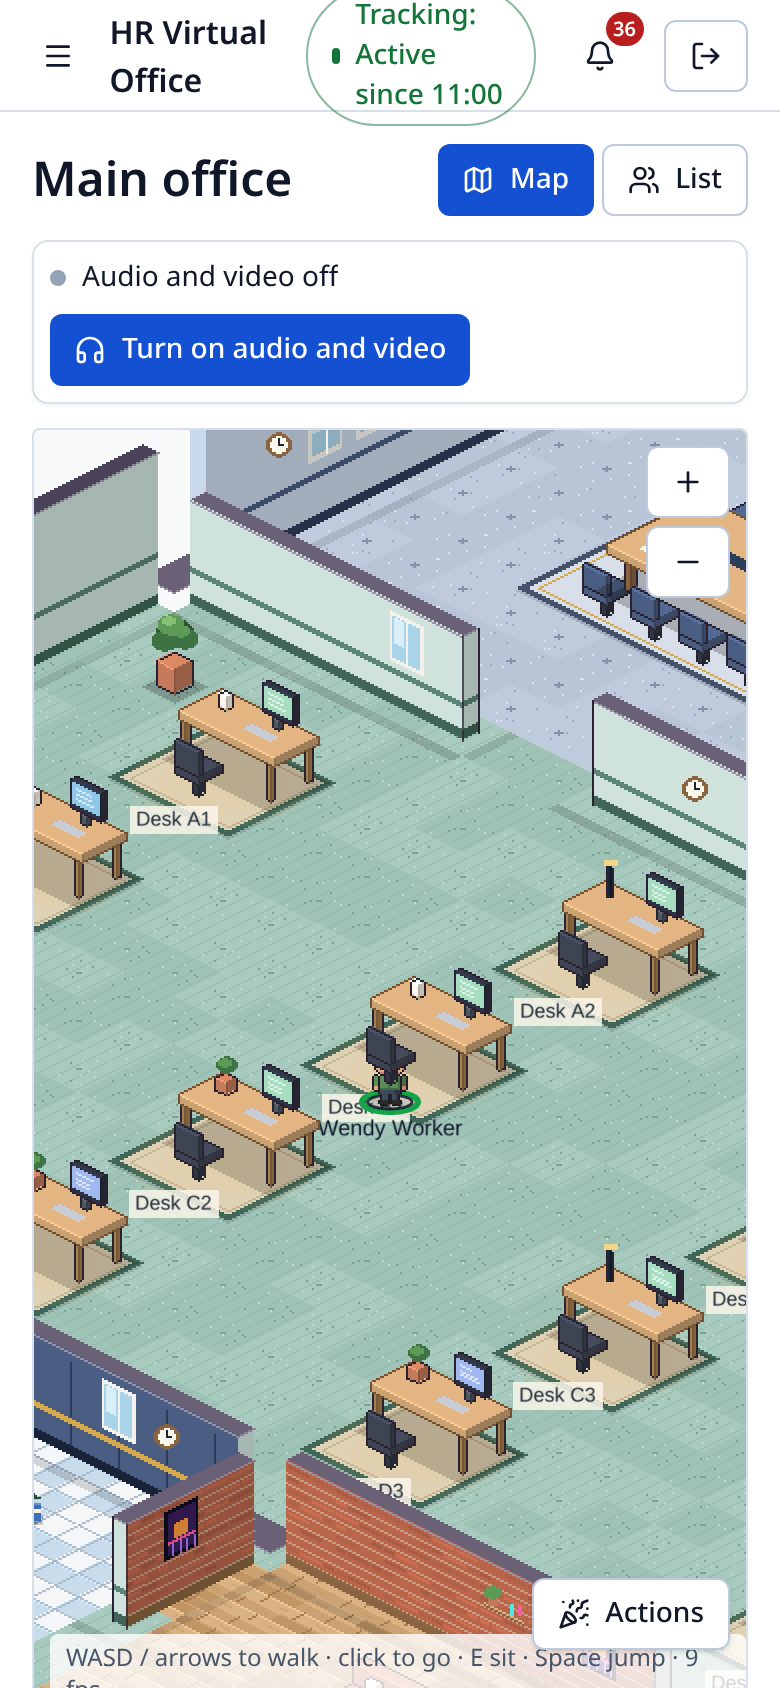 HR Virtual
Office
Tracking:
Active
since 11:00
36
Main office
Map
List
Audio and video off
Turn on audio and video
Desk A1
Desk A2
Wendy Worker
Desk C2
Desk C3
D3
WASD / arrows to walk · click to go · E sit · Space jump · 9
fps
Actions